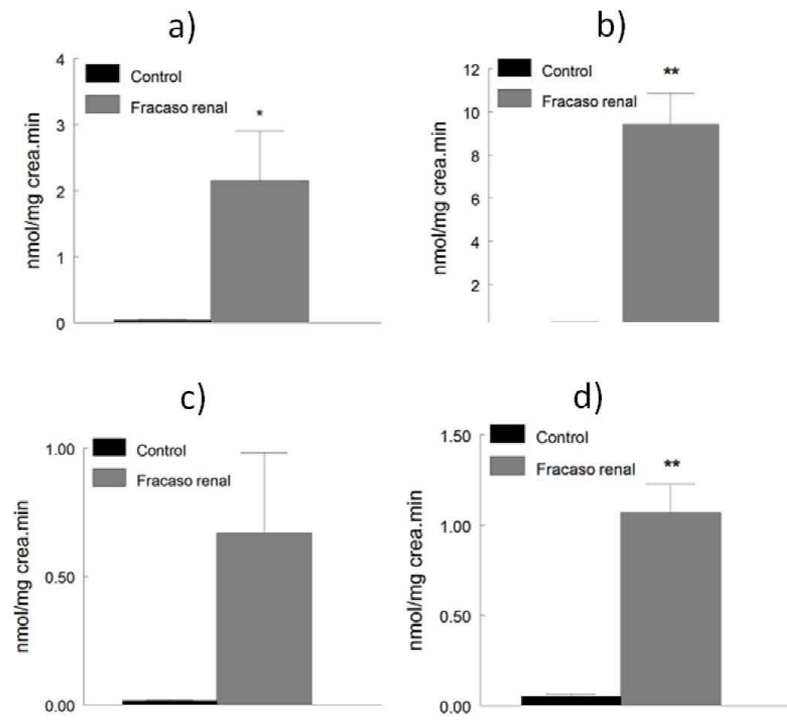 a)
4
3
2
1
0
nmol/mg crea.min
Control
Fracaso renal
*
b)
12
10
8
6
4
2
nmol/mg crea.min
Control
Fracaso renal
**
c)
1.00
0.50
0.00
nmol/mg crea.min
Control
Fracaso renal
d)
1.50
1.00
0.50
0.00
nmol/mg crea.min
Control
Fracaso renal
**